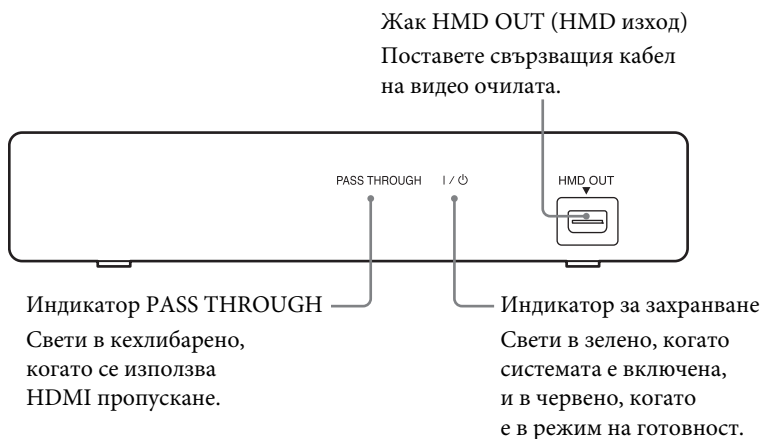 Жак HMD OUT (HMD изход)
Поставете свързващия кабел
на видео очилата.
PASS THROUGH
I / ⏻
HMD OUT
Индикатор PASS THROUGH
Свети в кехлибарено,
когато се използва
HDMI пропускане.
Индикатор за захранване
Свети в зелено, когато
системата е включена,
и в червено, когато
е в режим на готовност.